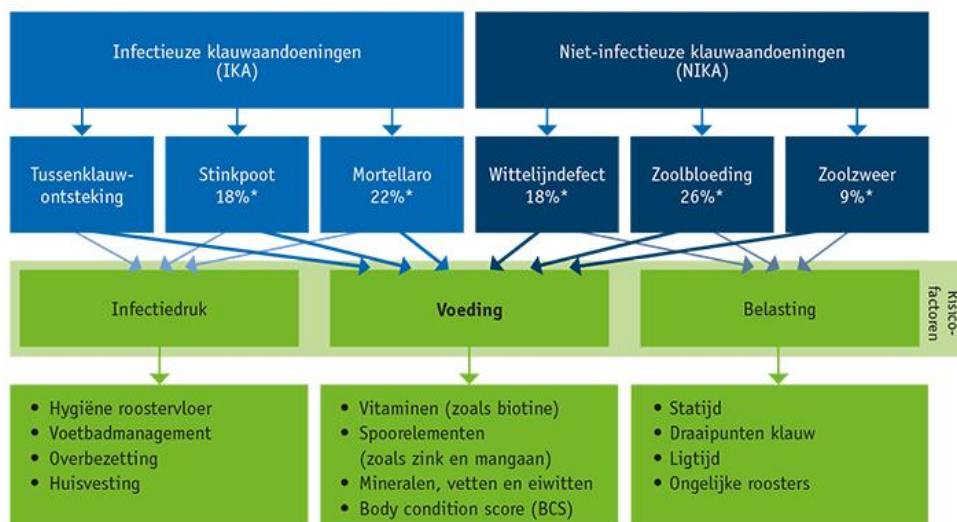 Infectieuze klauwaandoeningen
(IKA)
Niet-infectieuze klauwaandoeningen
(NIKA)
Tussenklauw-
ontsteking
Stinkpoot
18%*
Mortellaro
22%*
Wittelijndefect
18%*
Zoolbloeding
26%*
Zoolzweer
9%*
Infectiedruk
Voeding
Belasting
Risico-
factoren
• Hygiëne roostervloer
• Voetbadmanagement
• Overbezetting
• Huisvesting
• Vitaminen (zoals biotine)
• Spoorelementen
(zoals zink en mangaan)
• Mineralen, vetten en eiwitten
• Body condition score (BCS)
• Statijd
• Draaipunten klauw
• Ligtijd
• Ongelijke roosters